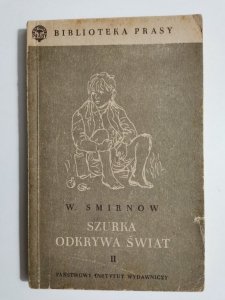 BIBLIOTEKA PRASY
W. SMIRNOW
SZURKA
ODKRYWA ŚWIAT
II
PAŃSTWOWY INSTYTUT WYDAWNICZY